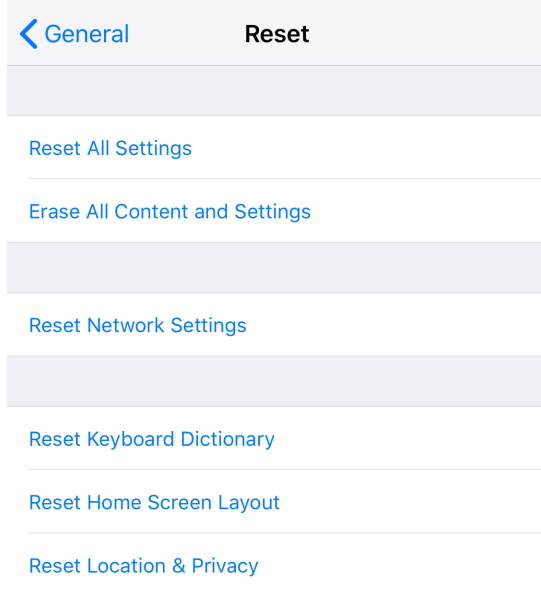 General Reset
Reset All Settings
Erase All Content and Settings
Reset Network Settings
Reset Keyboard Dictionary
Reset Home Screen Layout
Reset Location & Privacy